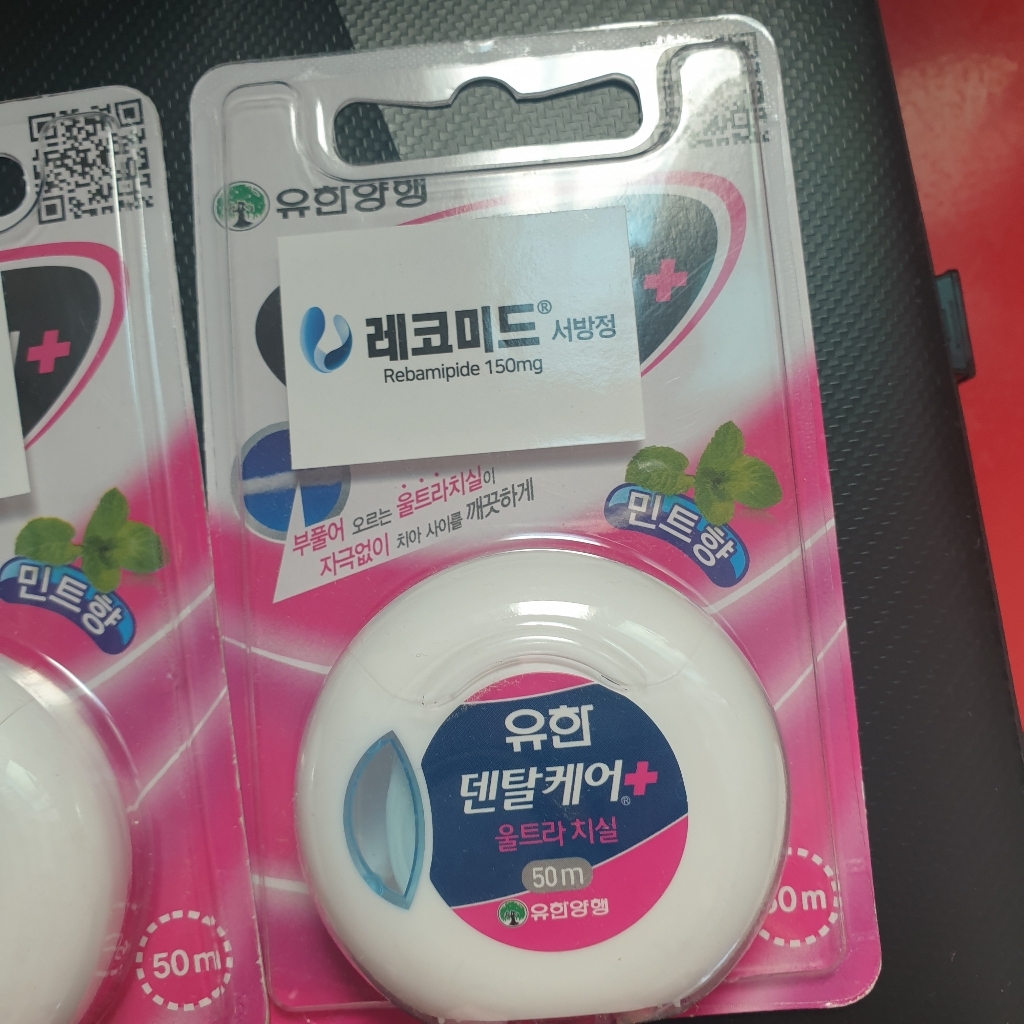 유한양행
레코미드® 서방정
Rebamipide 150mg
부풀어 오르는 울트라치실이
자극없이 치아 사이를 깨끗하게
민트향
유한
덴탈케어+®
울트라 치실
50m
유한양행
50m
민트향
50m